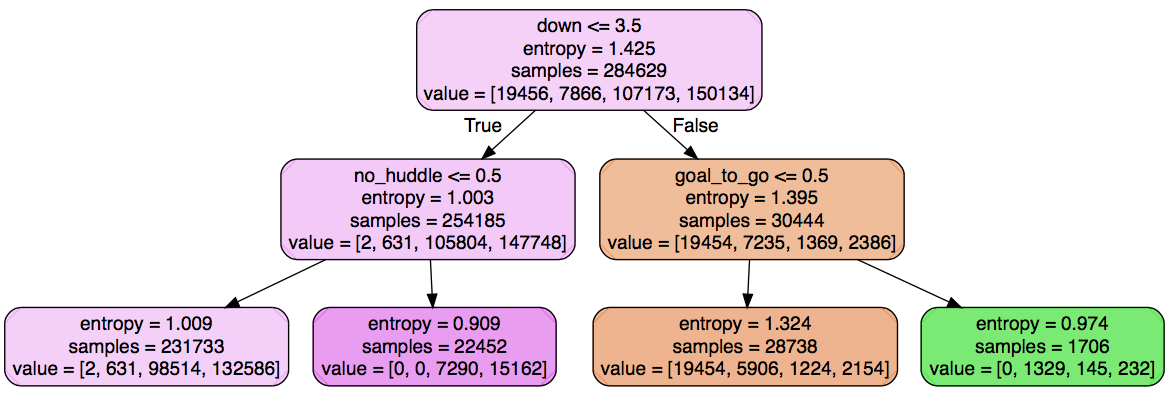 down <= 3.5
entropy = 1.425
samples = 284629
value = [19456, 7866, 107173, 150134]
True
False
no_huddle <= 0.5
entropy = 1.003
samples = 254185
value = [2, 631, 105804, 147748]
goal_to_go <= 0.5
entropy = 1.395
samples = 30444
value = [19454, 7235, 1369, 2386]
entropy = 1.009
samples = 231733
value = [2, 631, 98514, 132586]
entropy = 0.909
samples = 22452
value = [0, 0, 7290, 15162]
entropy = 1.324
samples = 28738
value = [19454, 5906, 1224, 2154]
entropy = 0.974
samples = 1706
value = [0, 1329, 145, 232]